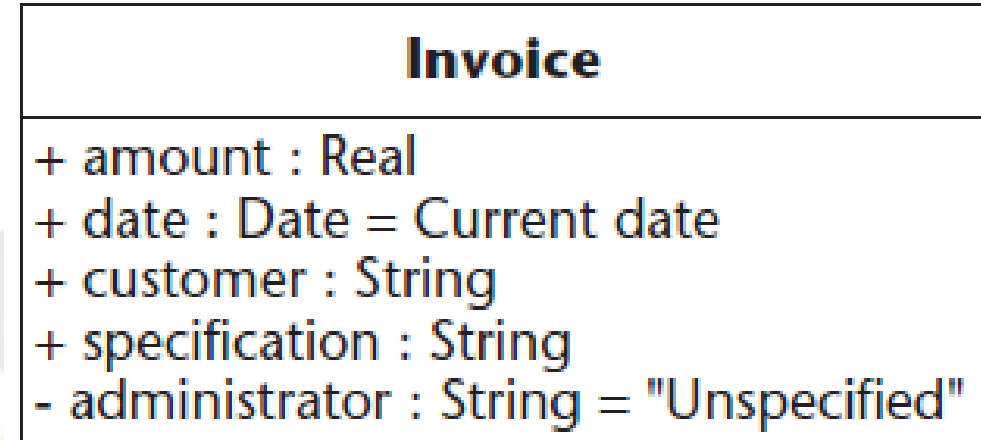 Invoice
+ amount : Real
+ date : Date = Current date
+ customer : String
+ specification : String
- administrator : String = "Unspecified"